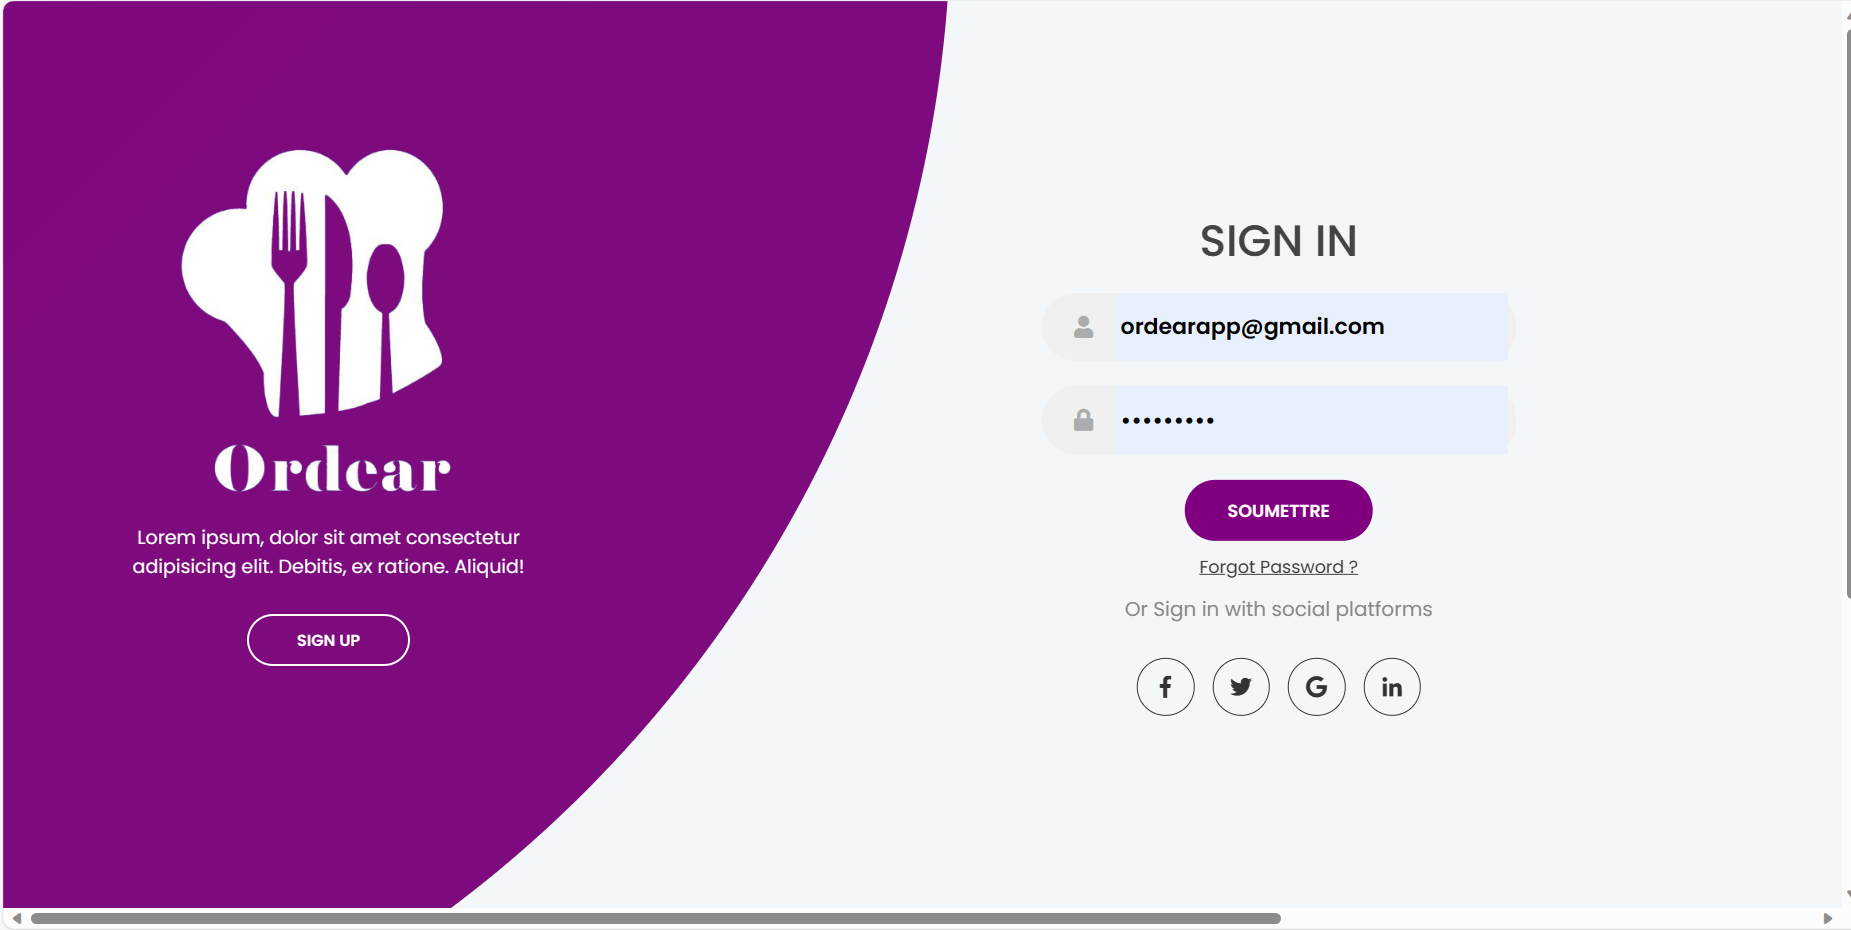 Ordear
Lorem ipsum, dolor sit amet consectetur
adipisicing elit. Debitis, ex ratione. Aliquid!
SIGN UP
SIGN IN
ordearapp@gmail.com
•••••••••
SOUMETTRE
Forgot Password ?
Or Sign in with social platforms